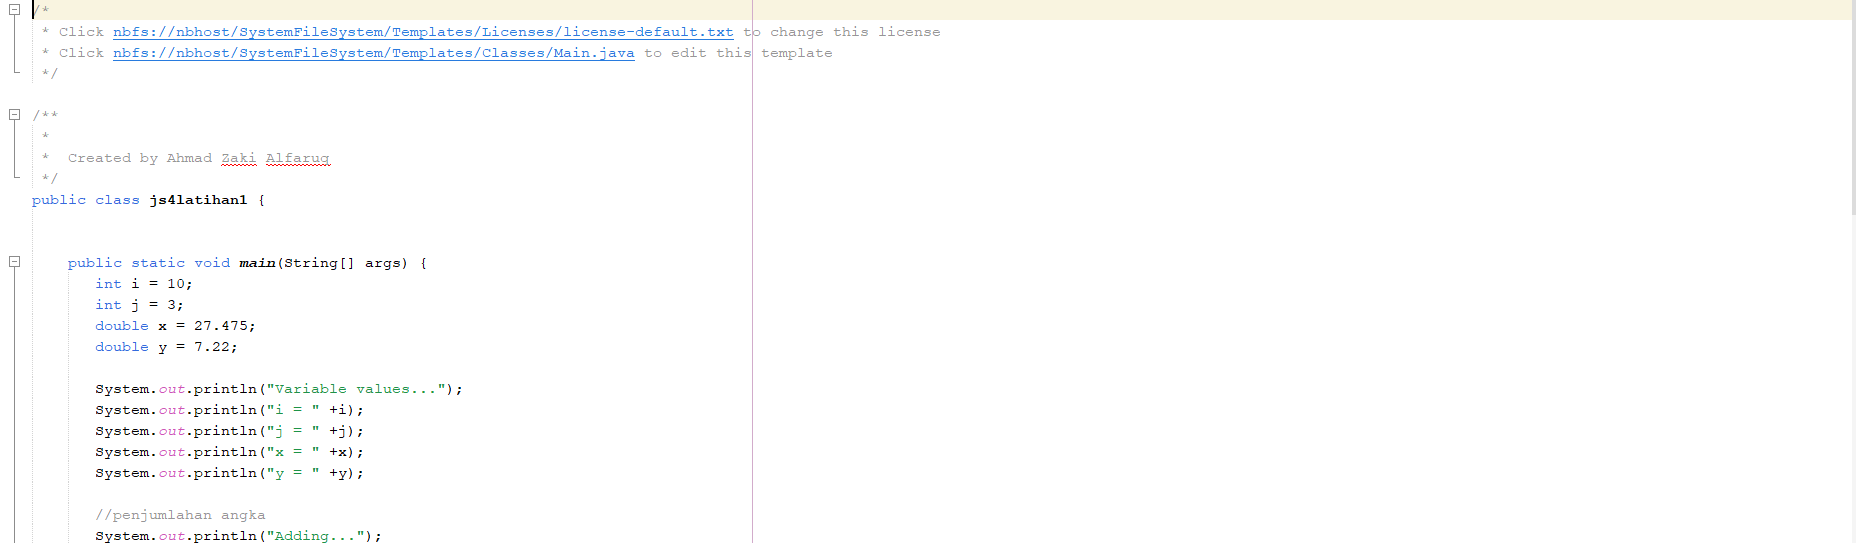 /*
 * Click nbfs://nbhost/SystemFileSystem/Templates/Licenses/license-default.txt to change this license
 * Click nbfs://nbhost/SystemFileSystem/Templates/Classes/Main.java to edit this template
 */
/**
 *
 *  Created by Ahmad Zaki Alfaruq
 */
public class js4latihan1 {
    public static void main(String[] args) {
       int i = 10;
       int j = 3;
       double x = 27.475;
       double y = 7.22;
       System.out.println("Variable values...");
       System.out.println("i = " +i);
       System.out.println("j = " +j);
       System.out.println("x = " +x);
       System.out.println("y = " +y);
       //penjumlahan angka
       System.out.println("Adding...");